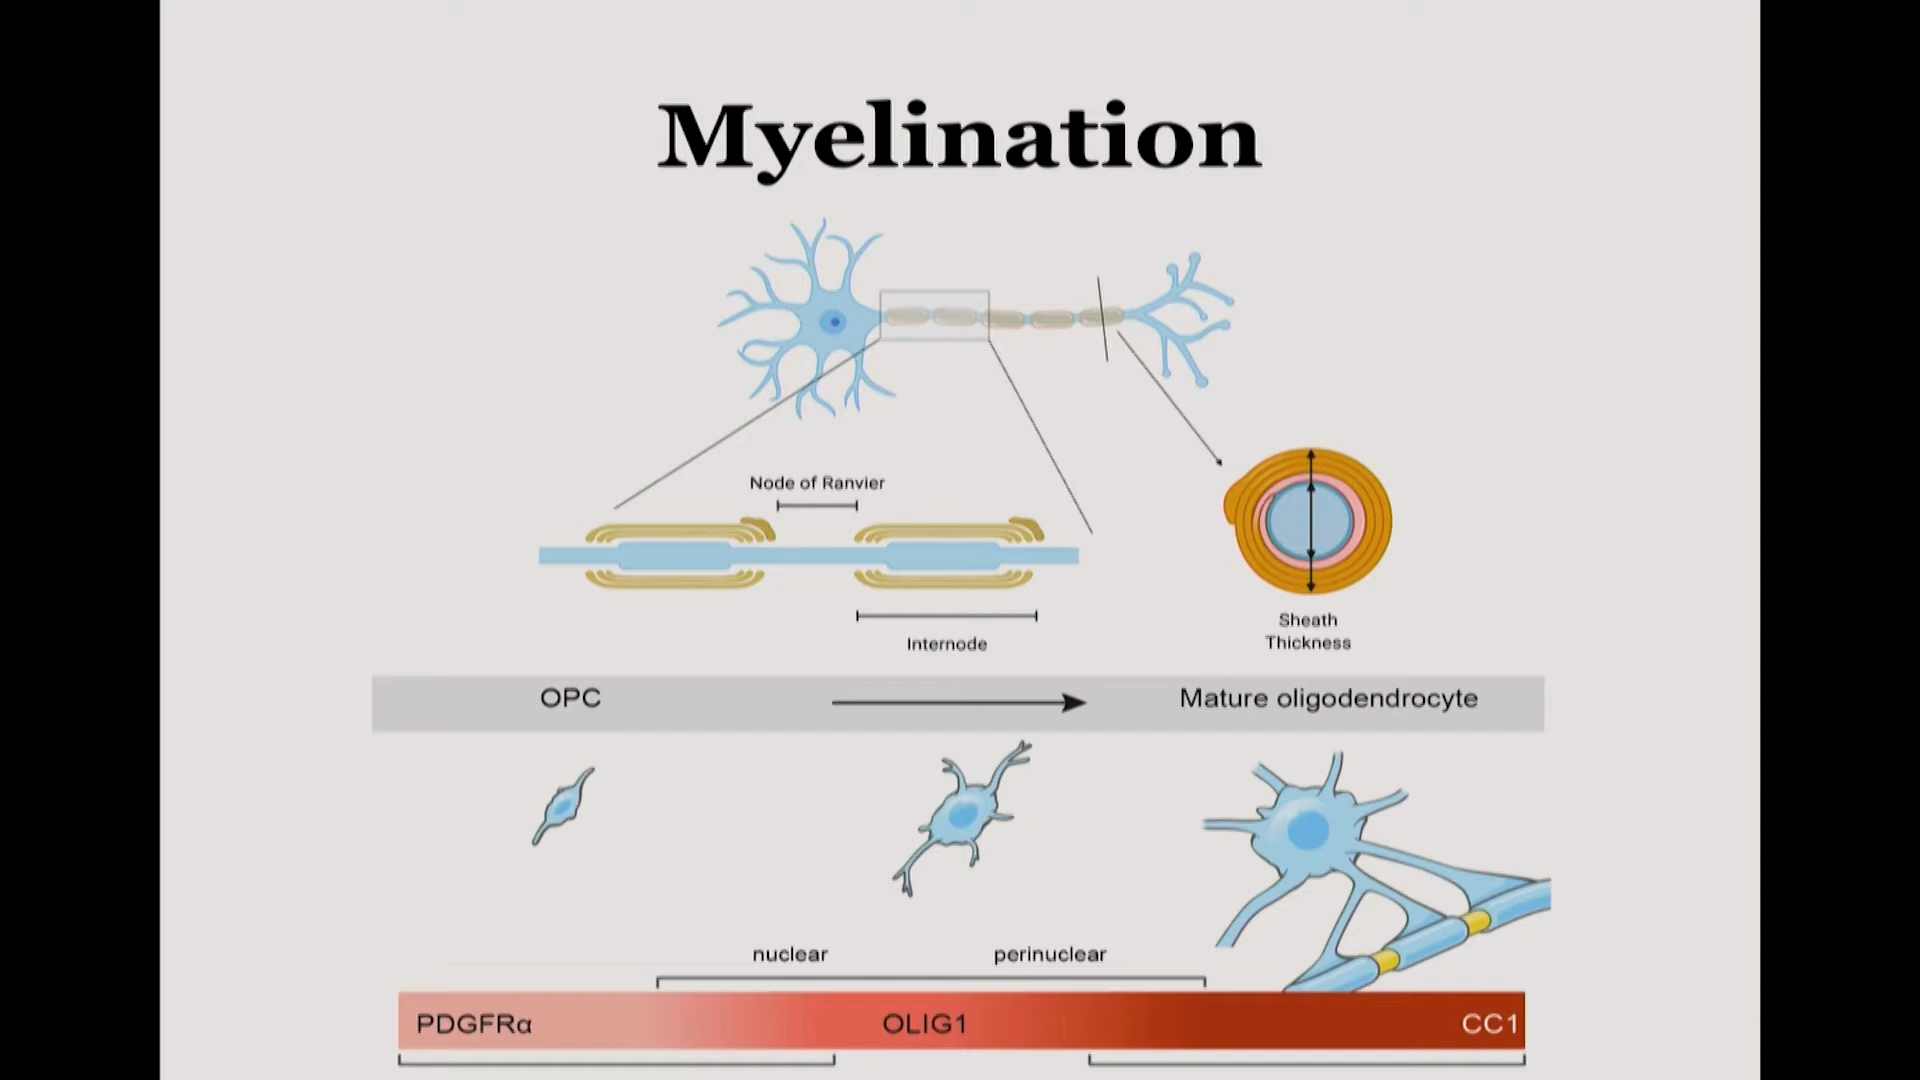 Myelination
Node of Ranvier
Internode
Sheath
Thickness
OPC
Mature oligodendrocyte
nuclear
perinuclear
PDGFRα
OLIG1
CC1